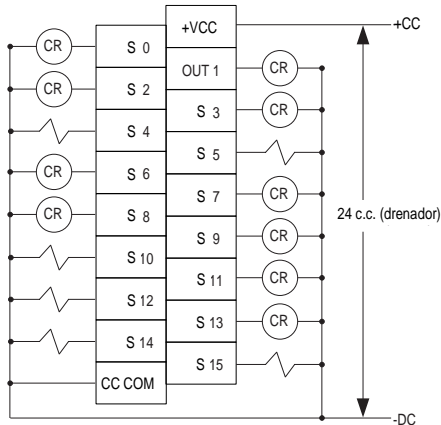 +VCC
+CC
CR
S 0
OUT 1
CR
CR
S 2
S 3
CR
S 4
S 5
CR
S 6
S 7
CR
CR
S 8
24 c.c. (drenador)
S 9
CR
S 10
S 11
CR
S 12
S 13
CR
S 14
S 15
CC COM
-DC